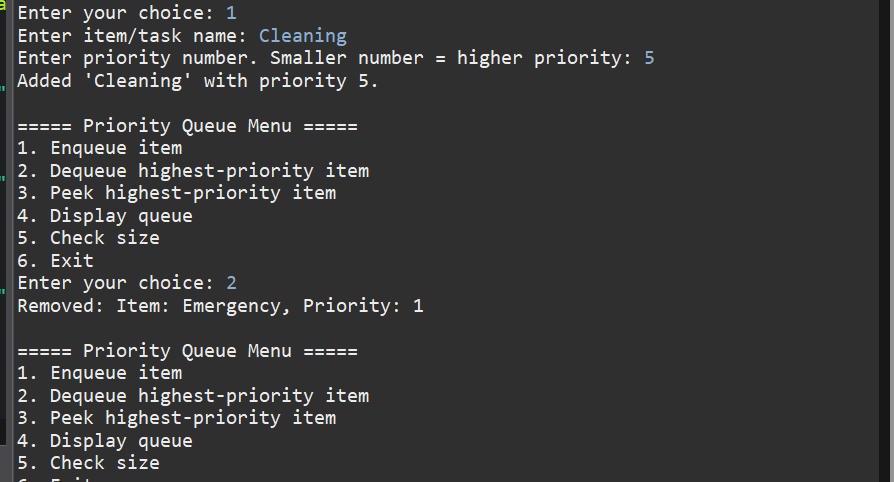 Enter your choice: 1
Enter item/task name: Cleaning
Enter priority number. Smaller number = higher priority: 5
Added 'Cleaning' with priority 5.
===== Priority Queue Menu =====
1. Enqueue item
2. Dequeue highest-priority item
3. Peek highest-priority item
4. Display queue
5. Check size
6. Exit
Enter your choice: 2
Removed: Item: Emergency, Priority: 1
===== Priority Queue Menu =====
1. Enqueue item
2. Dequeue highest-priority item
3. Peek highest-priority item
4. Display queue
5. Check size